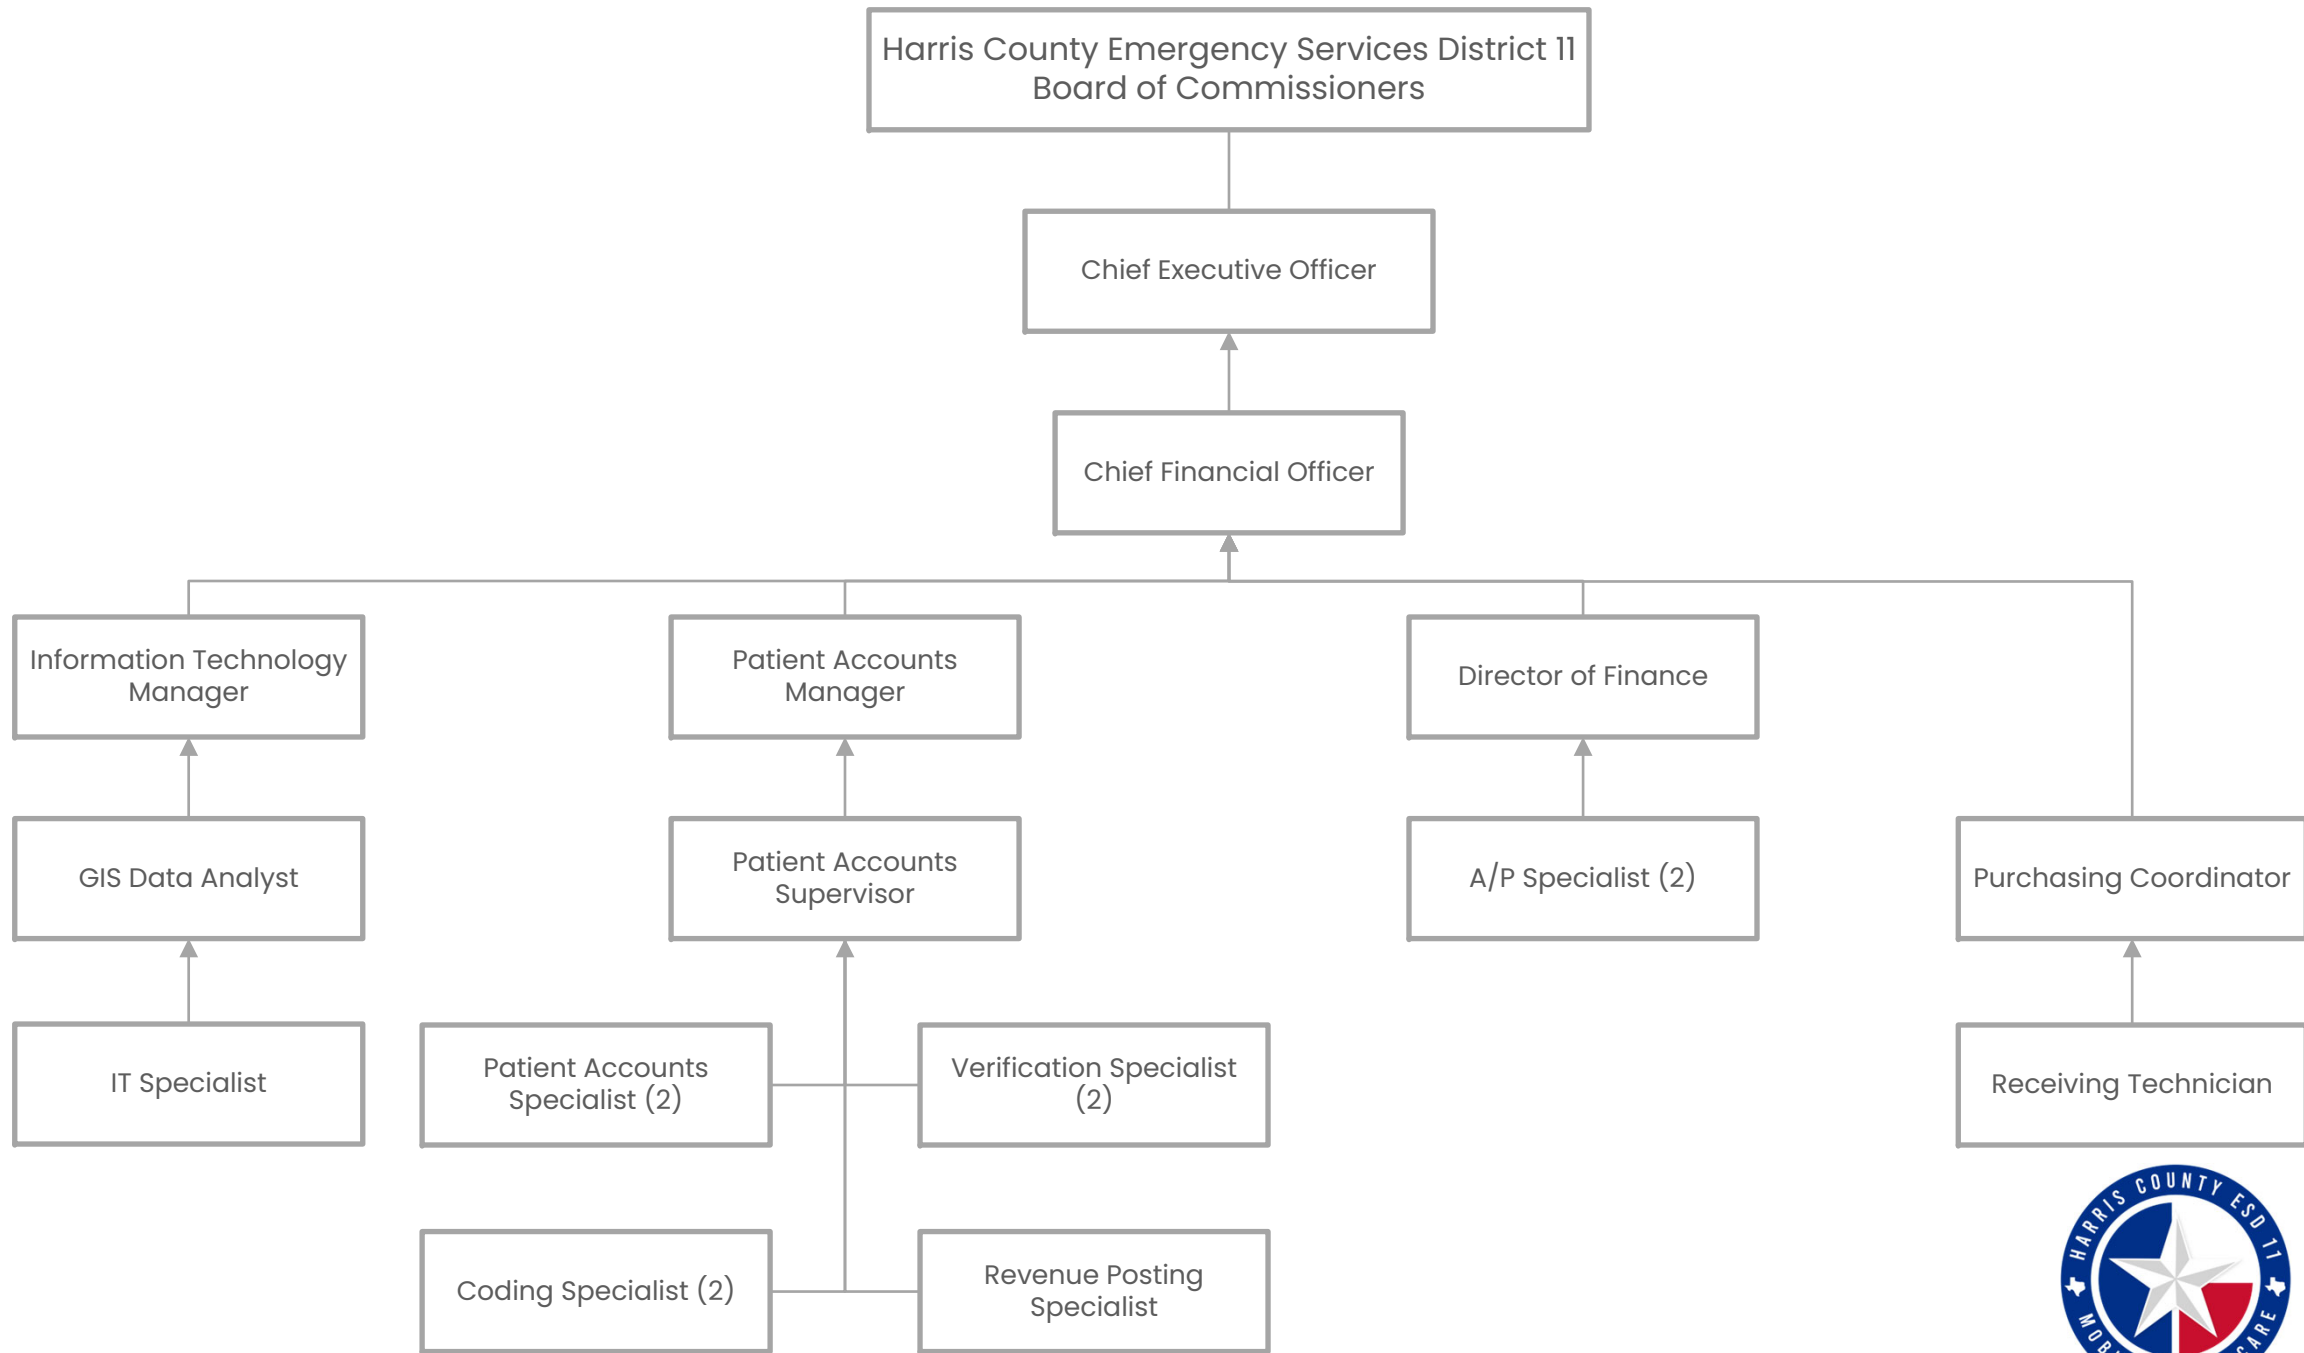 Harris County Emergency Services District 11
Board of Commissioners
Chief Executive Officer
Chief Financial Officer
Information Technology
Manager
Patient Accounts
Manager
Director of Finance
GIS Data Analyst
Patient Accounts
Supervisor
A/P Specialist (2)
Purchasing Coordinator
IT Specialist
Patient Accounts
Specialist (2)
Verification Specialist
(2)
Receiving Technician
Coding Specialist (2)
Revenue Posting
Specialist
HARRIS COUNTY ESD 11